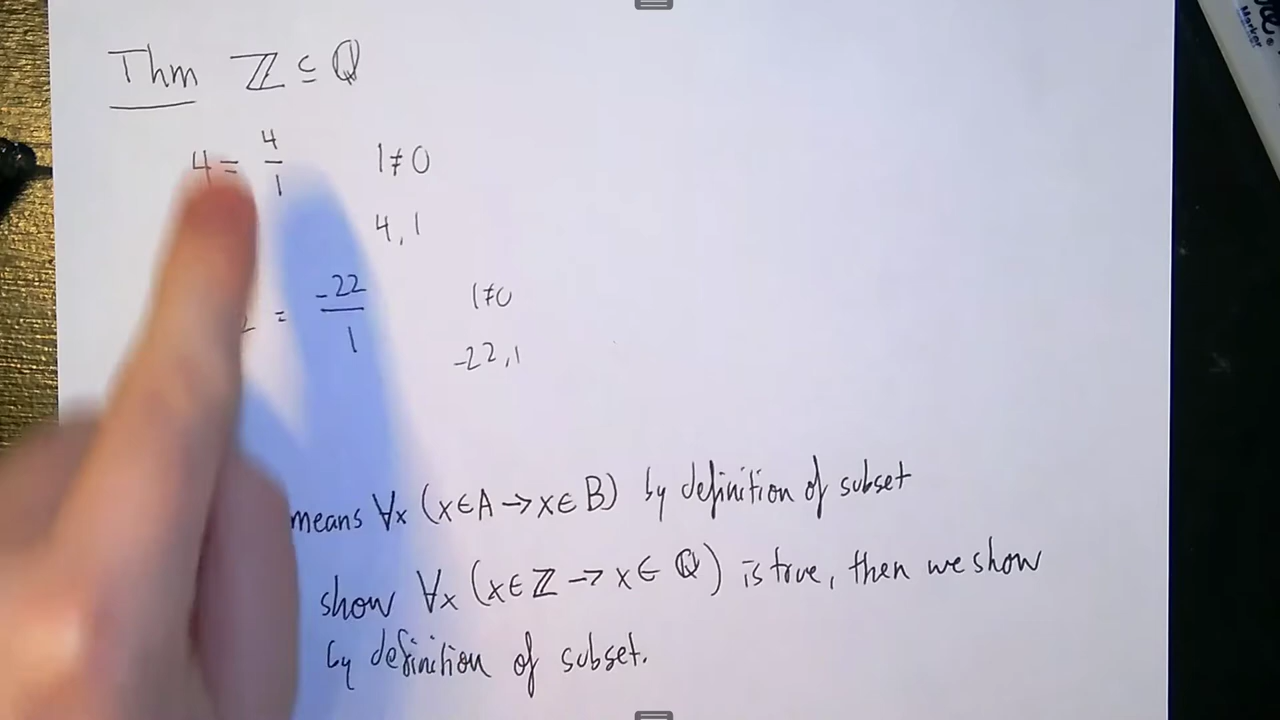 Thm ℤ ⊆ ℚ
4 = 4/1 1≠0
4, 1
= -22/1 1≠0
-22, 1
means ∀x (x∈A → x∈B) by definition of subset
show ∀x (x∈ℤ → x∈ℚ) is true, then we show
by definition of subset.
Marker